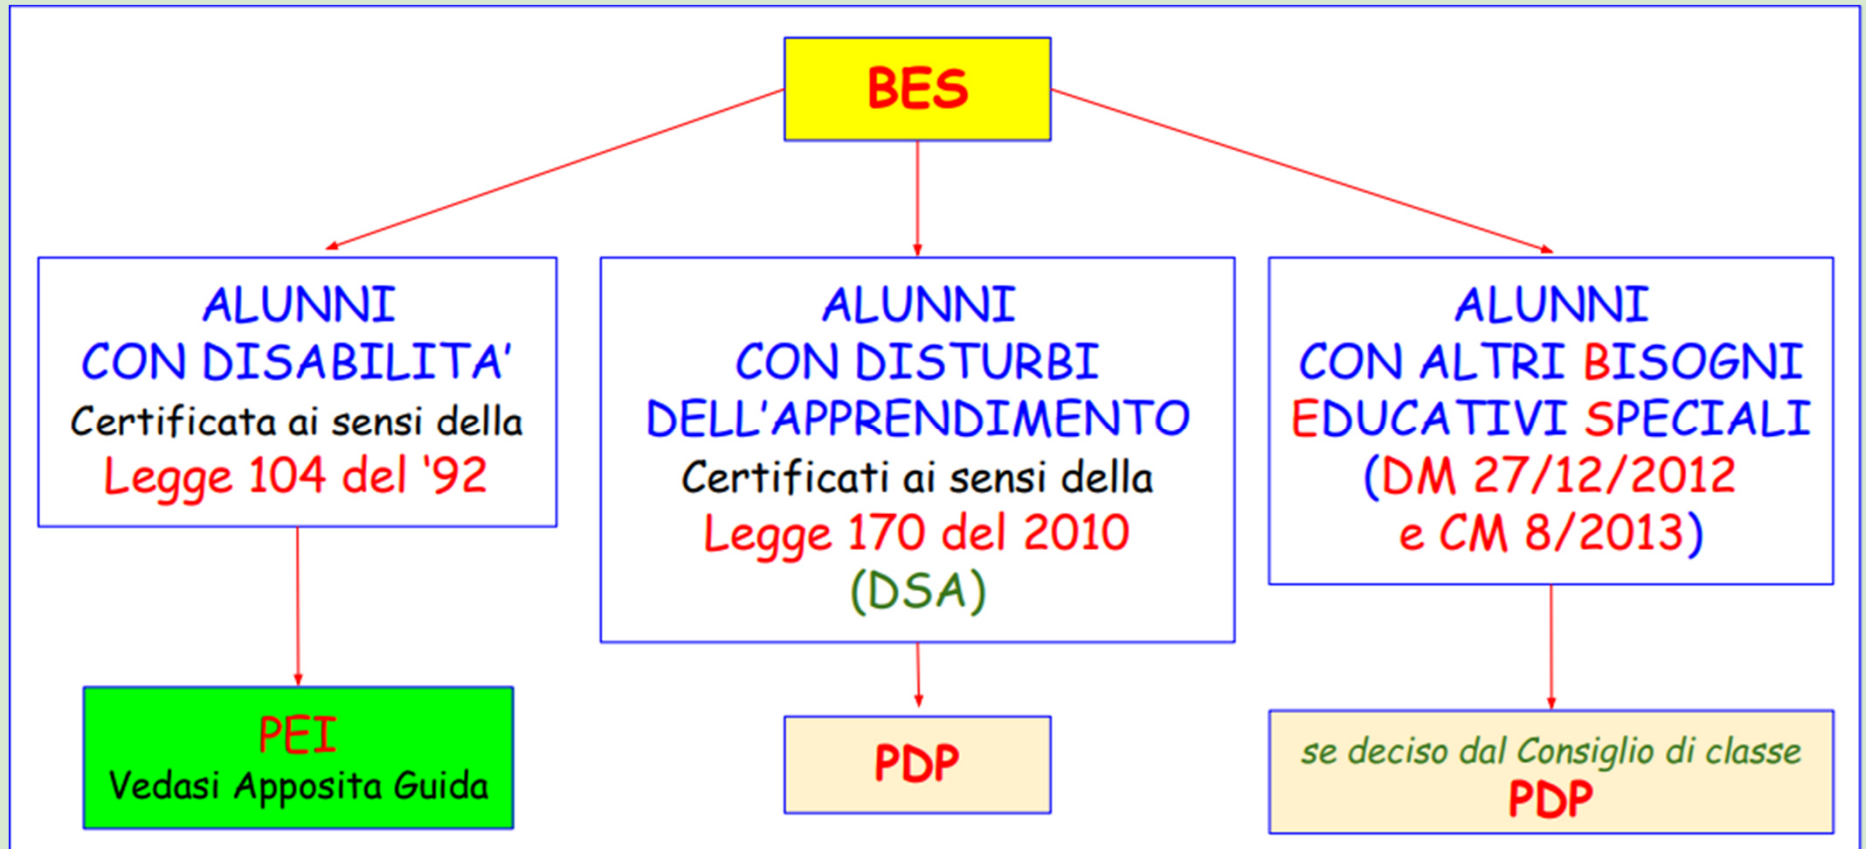 BES
ALUNNI
CON DISABILITA'
Certificata ai sensi della
Legge 104 del '92
ALUNNI
CON DISTURBI
DELL'APPRENDIMENTO
Certificati ai sensi della
Legge 170 del 2010
(DSA)
ALUNNI
CON ALTRI BISOGNI
EDUCATIVI SPECIALI
(DM 27/12/2012
e CM 8/2013)
PEI
Vedasi Apposita Guida
PDP
se deciso dal Consiglio di classe
PDP